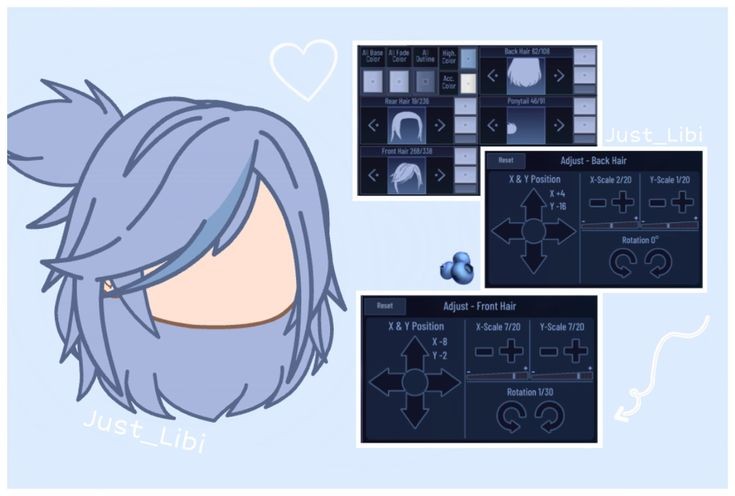 All Base Color
All Fade Color
All Outline
High. Color
Acc. Color
Back Hair 62/108
Rear Hair 19/236
Ponytail 46/91
Front Hair 268/338
Just_Libi
Reset
Adjust - Back Hair
X & Y Position
X +4
Y -16
X-Scale 2/20
Y-Scale 1/20
- +
- +
Rotation 0°
Reset
Adjust - Front Hair
X & Y Position
X -8
Y -2
X-Scale 7/20
Y-Scale 7/20
- +
- +
Rotation 1/30
Just_Libi